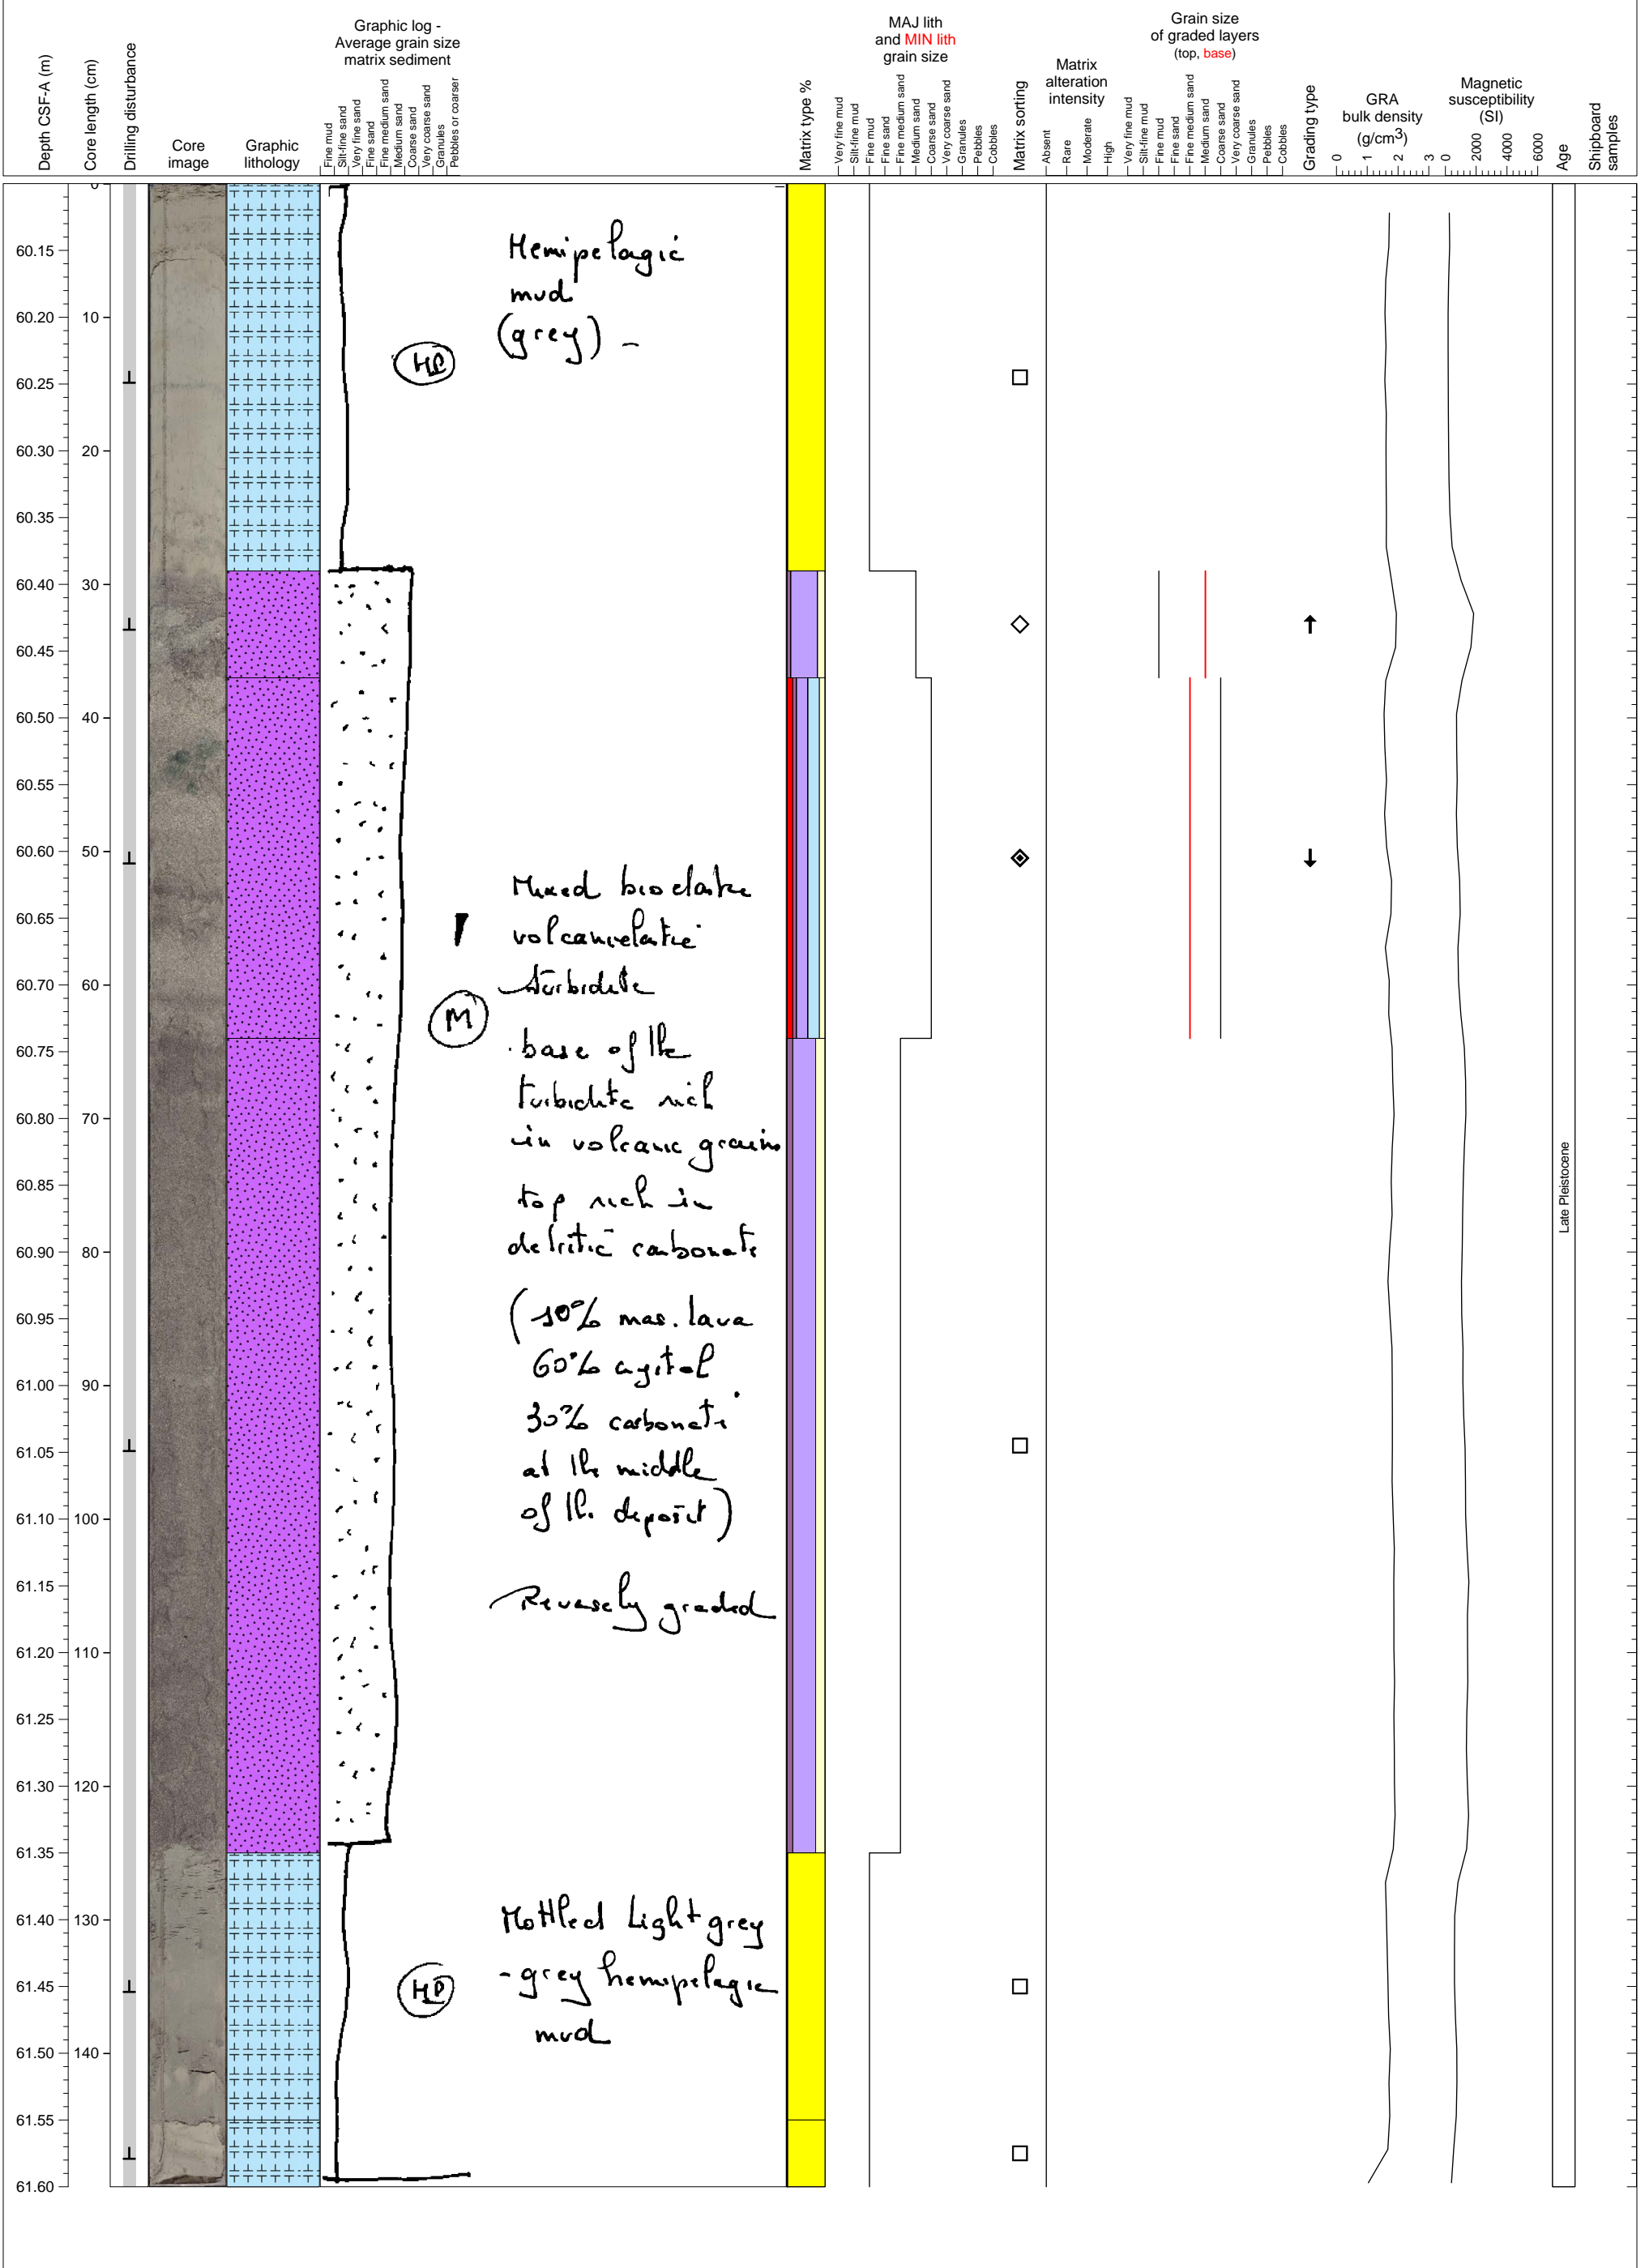 Depth CSF-A (m)
Core length (cm)
Drilling disturbance
Core
image
Graphic
lithology
Graphic log -
Average grain size
matrix sediment
Fine mud
Silt-fine sand
Very fine sand
Fine sand
Fine medium sand
Medium sand
Coarse sand
Very coarse sand
Granules
Pebbles or coarser
Matrix type %
MAJ lith
and MIN lith
grain size
Very fine mud
Silt-fine mud
Fine mud
Fine sand
Fine medium sand
Medium sand
Coarse sand
Very coarse sand
Granules
Pebbles
Cobbles
Matrix sorting
Matrix
alteration
intensity
Absent
Rare
Moderate
High
Grain size
of graded layers
(top, base)
Very fine mud
Silt-fine mud
Fine mud
Fine sand
Fine medium sand
Medium sand
Coarse sand
Very coarse sand
Granules
Pebbles
Cobbles
Grading type
GRA
bulk density
(g/cm3)
0 1 2 3
Magnetic
susceptibility
(SI)
0 2000 4000 6000
Age
Shipboard
samples
0
60.15
60.20 10
60.25
60.30 20
60.35
60.40 30
60.45
60.50 40
60.55
60.60 50
60.65
60.70 60
60.75
60.80 70
60.85
60.90 80
60.95
61.00 90
61.05
61.10 100
61.15
61.20 110
61.25
61.30 120
61.35
61.40 130
61.45
61.50 140
61.55
61.60
Hemipelagic
mud
(grey) -
HP
Mixed bioclastic
volcaniclastic
turbidite
M
. base of the
turbidite rich
in volcanic grains
top rich in
detritic carbonate
(10% mas. lava
60%
30% carbonate
at the middle
of the deposit)
Reversely graded
Mottled Light grey
- grey hemipelagic
mud
HP
Late Pleistocene